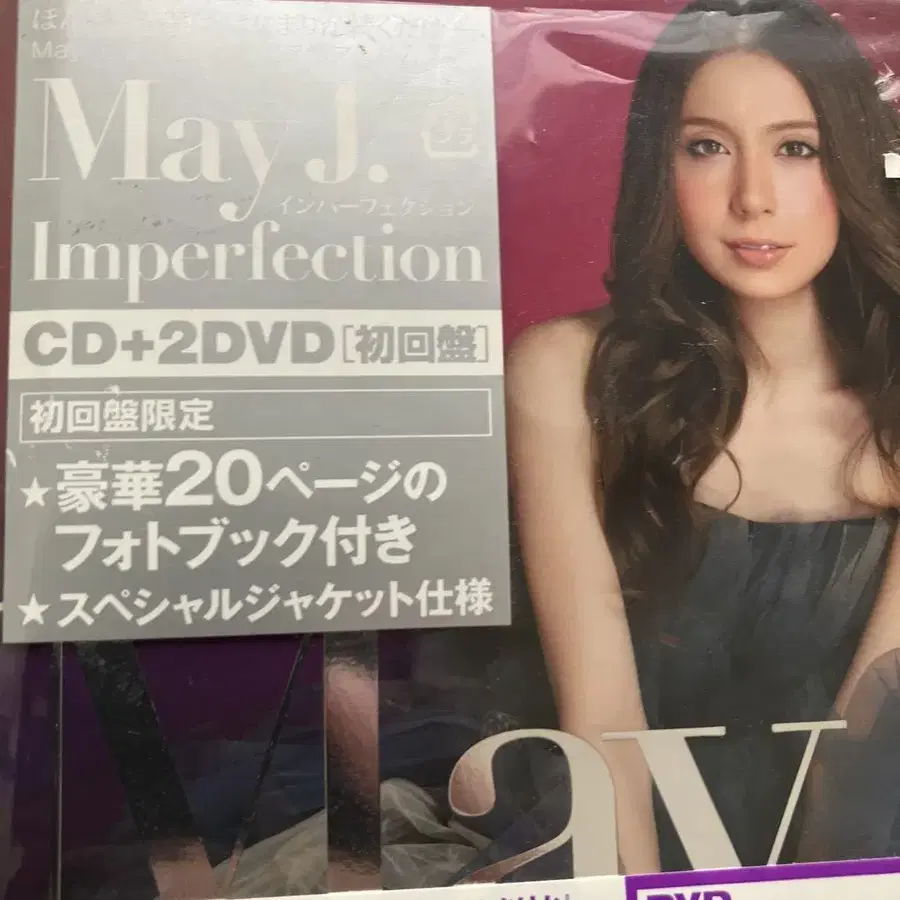 May J.
インパーフェクション
Imperfection
CD+2DVD[初回盤]
初回盤限定
★豪華20ページの
フォトブック付き
★スペシャルジャケット仕様
May
DVD